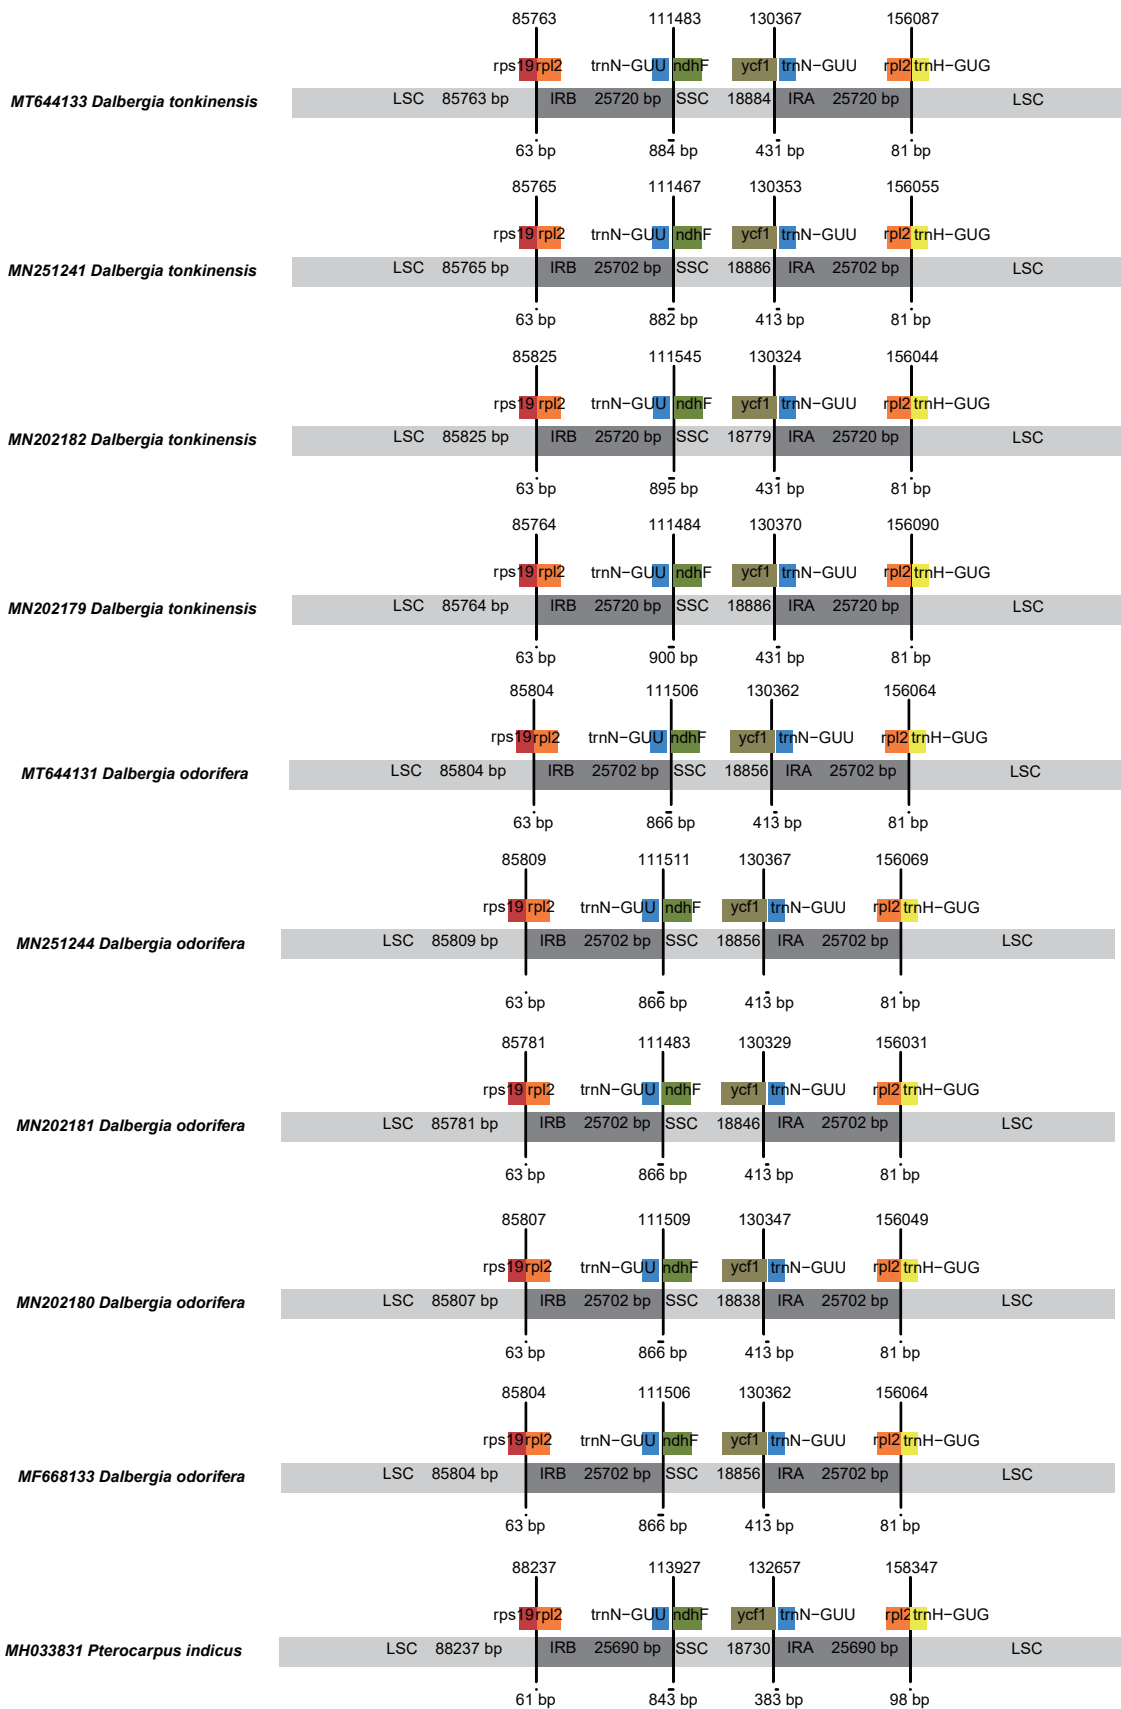 85763 111483 130367 156087
rps19 rpl2 trnN−GUU ndhF ycf1 trnN−GUU rpl2 trnH−GUG
MT644133 Dalbergia tonkinensis LSC 85763 bp IRB 25720 bp SSC 18884 IRA 25720 bp LSC
63 bp 884 bp 431 bp 81 bp
85765 111467 130353 156055
rps19 rpl2 trnN−GUU ndhF ycf1 trnN−GUU rpl2 trnH−GUG
MN251241 Dalbergia tonkinensis LSC 85765 bp IRB 25702 bp SSC 18886 IRA 25702 bp LSC
63 bp 882 bp 413 bp 81 bp
85825 111545 130324 156044
rps19 rpl2 trnN−GUU ndhF ycf1 trnN−GUU rpl2 trnH−GUG
MN202182 Dalbergia tonkinensis LSC 85825 bp IRB 25720 bp SSC 18779 IRA 25720 bp LSC
63 bp 895 bp 431 bp 81 bp
85764 111484 130370 156090
rps19 rpl2 trnN−GUU ndhF ycf1 trnN−GUU rpl2 trnH−GUG
MN202179 Dalbergia tonkinensis LSC 85764 bp IRB 25720 bp SSC 18886 IRA 25720 bp LSC
63 bp 900 bp 431 bp 81 bp
85804 111506 130362 156064
rps19 rpl2 trnN−GUU ndhF ycf1 trnN−GUU rpl2 trnH−GUG
MT644131 Dalbergia odorifera LSC 85804 bp IRB 25702 bp SSC 18856 IRA 25702 bp LSC
63 bp 866 bp 413 bp 81 bp
85809 111511 130367 156069
rps19 rpl2 trnN−GUU ndhF ycf1 trnN−GUU rpl2 trnH−GUG
MN251244 Dalbergia odorifera LSC 85809 bp IRB 25702 bp SSC 18856 IRA 25702 bp LSC
63 bp 866 bp 413 bp 81 bp
85781 111483 130329 156031
rps19 rpl2 trnN−GUU ndhF ycf1 trnN−GUU rpl2 trnH−GUG
MN202181 Dalbergia odorifera LSC 85781 bp IRB 25702 bp SSC 18846 IRA 25702 bp LSC
63 bp 866 bp 413 bp 81 bp
85807 111509 130347 156049
rps19 rpl2 trnN−GUU ndhF ycf1 trnN−GUU rpl2 trnH−GUG
MN202180 Dalbergia odorifera LSC 85807 bp IRB 25702 bp SSC 18838 IRA 25702 bp LSC
63 bp 866 bp 413 bp 81 bp
85804 111506 130362 156064
rps19 rpl2 trnN−GUU ndhF ycf1 trnN−GUU rpl2 trnH−GUG
MF668133 Dalbergia odorifera LSC 85804 bp IRB 25702 bp SSC 18856 IRA 25702 bp LSC
63 bp 866 bp 413 bp 81 bp
88237 113927 132657 158347
rps19 rpl2 trnN−GUU ndhF ycf1 trnN−GUU rpl2 trnH−GUG
MH033831 Pterocarpus indicus LSC 88237 bp IRB 25690 bp SSC 18730 IRA 25690 bp LSC
61 bp 843 bp 383 bp 98 bp